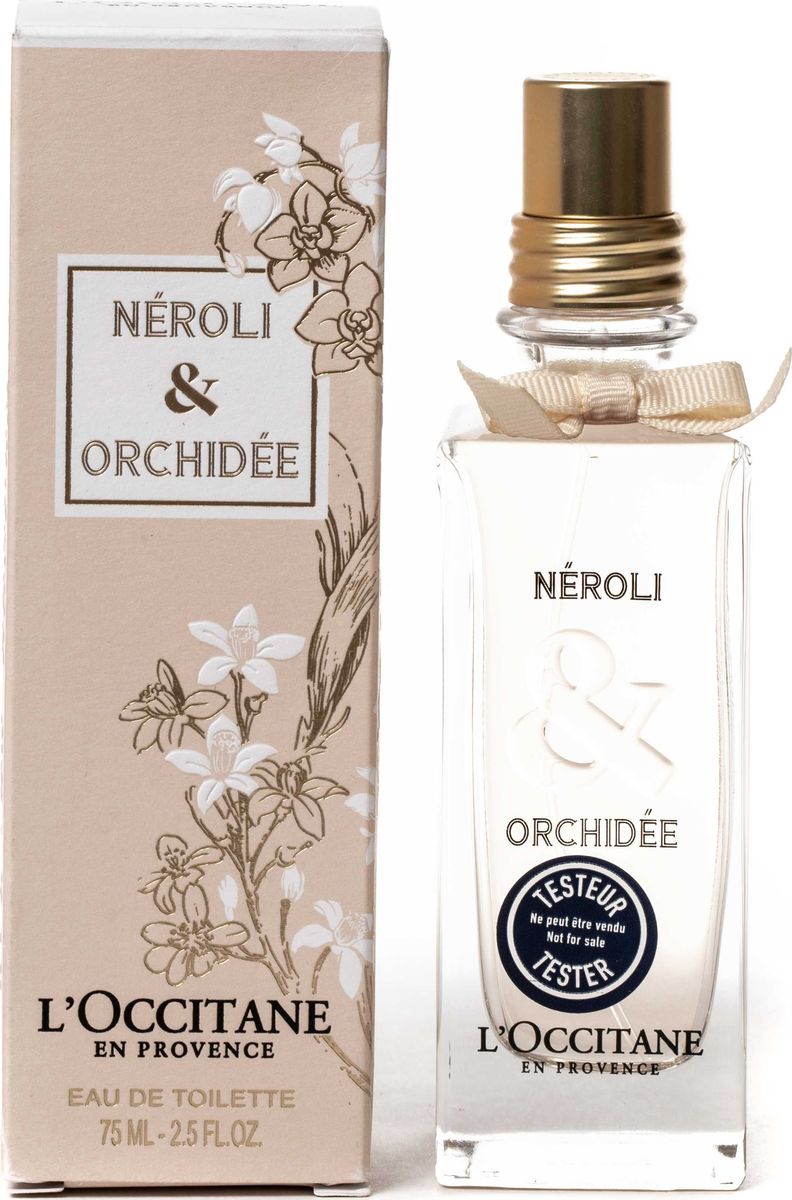 NÉROLI
&
ORCHIDÉE
L'OCCITANE
EN PROVENCE
EAU DE TOILETTE
75 ML - 2.5 FL.OZ.
NÉROLI
&
ORCHIDÉE
TESTEUR
Ne peut être vendu
Not for sale
TESTER
L'OCCITANE
EN PROVENCE